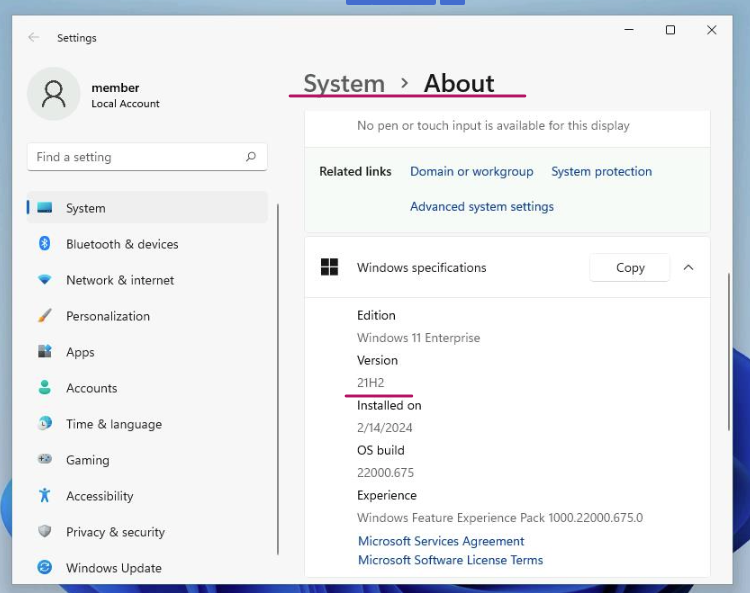 Settings
member
Local Account
Find a setting
System
Bluetooth & devices
Network & internet
Personalization
Apps
Accounts
Time & language
Gaming
Accessibility
Privacy & security
Windows Update
System > About
No pen or touch input is available for this display
Related links Domain or workgroup System protection
Advanced system settings
Windows specifications Copy
Edition
Windows 11 Enterprise
Version
21H2
Installed on
2/14/2024
OS build
22000.675
Experience
Windows Feature Experience Pack 1000.22000.675.0
Microsoft Services Agreement
Microsoft Software License Terms